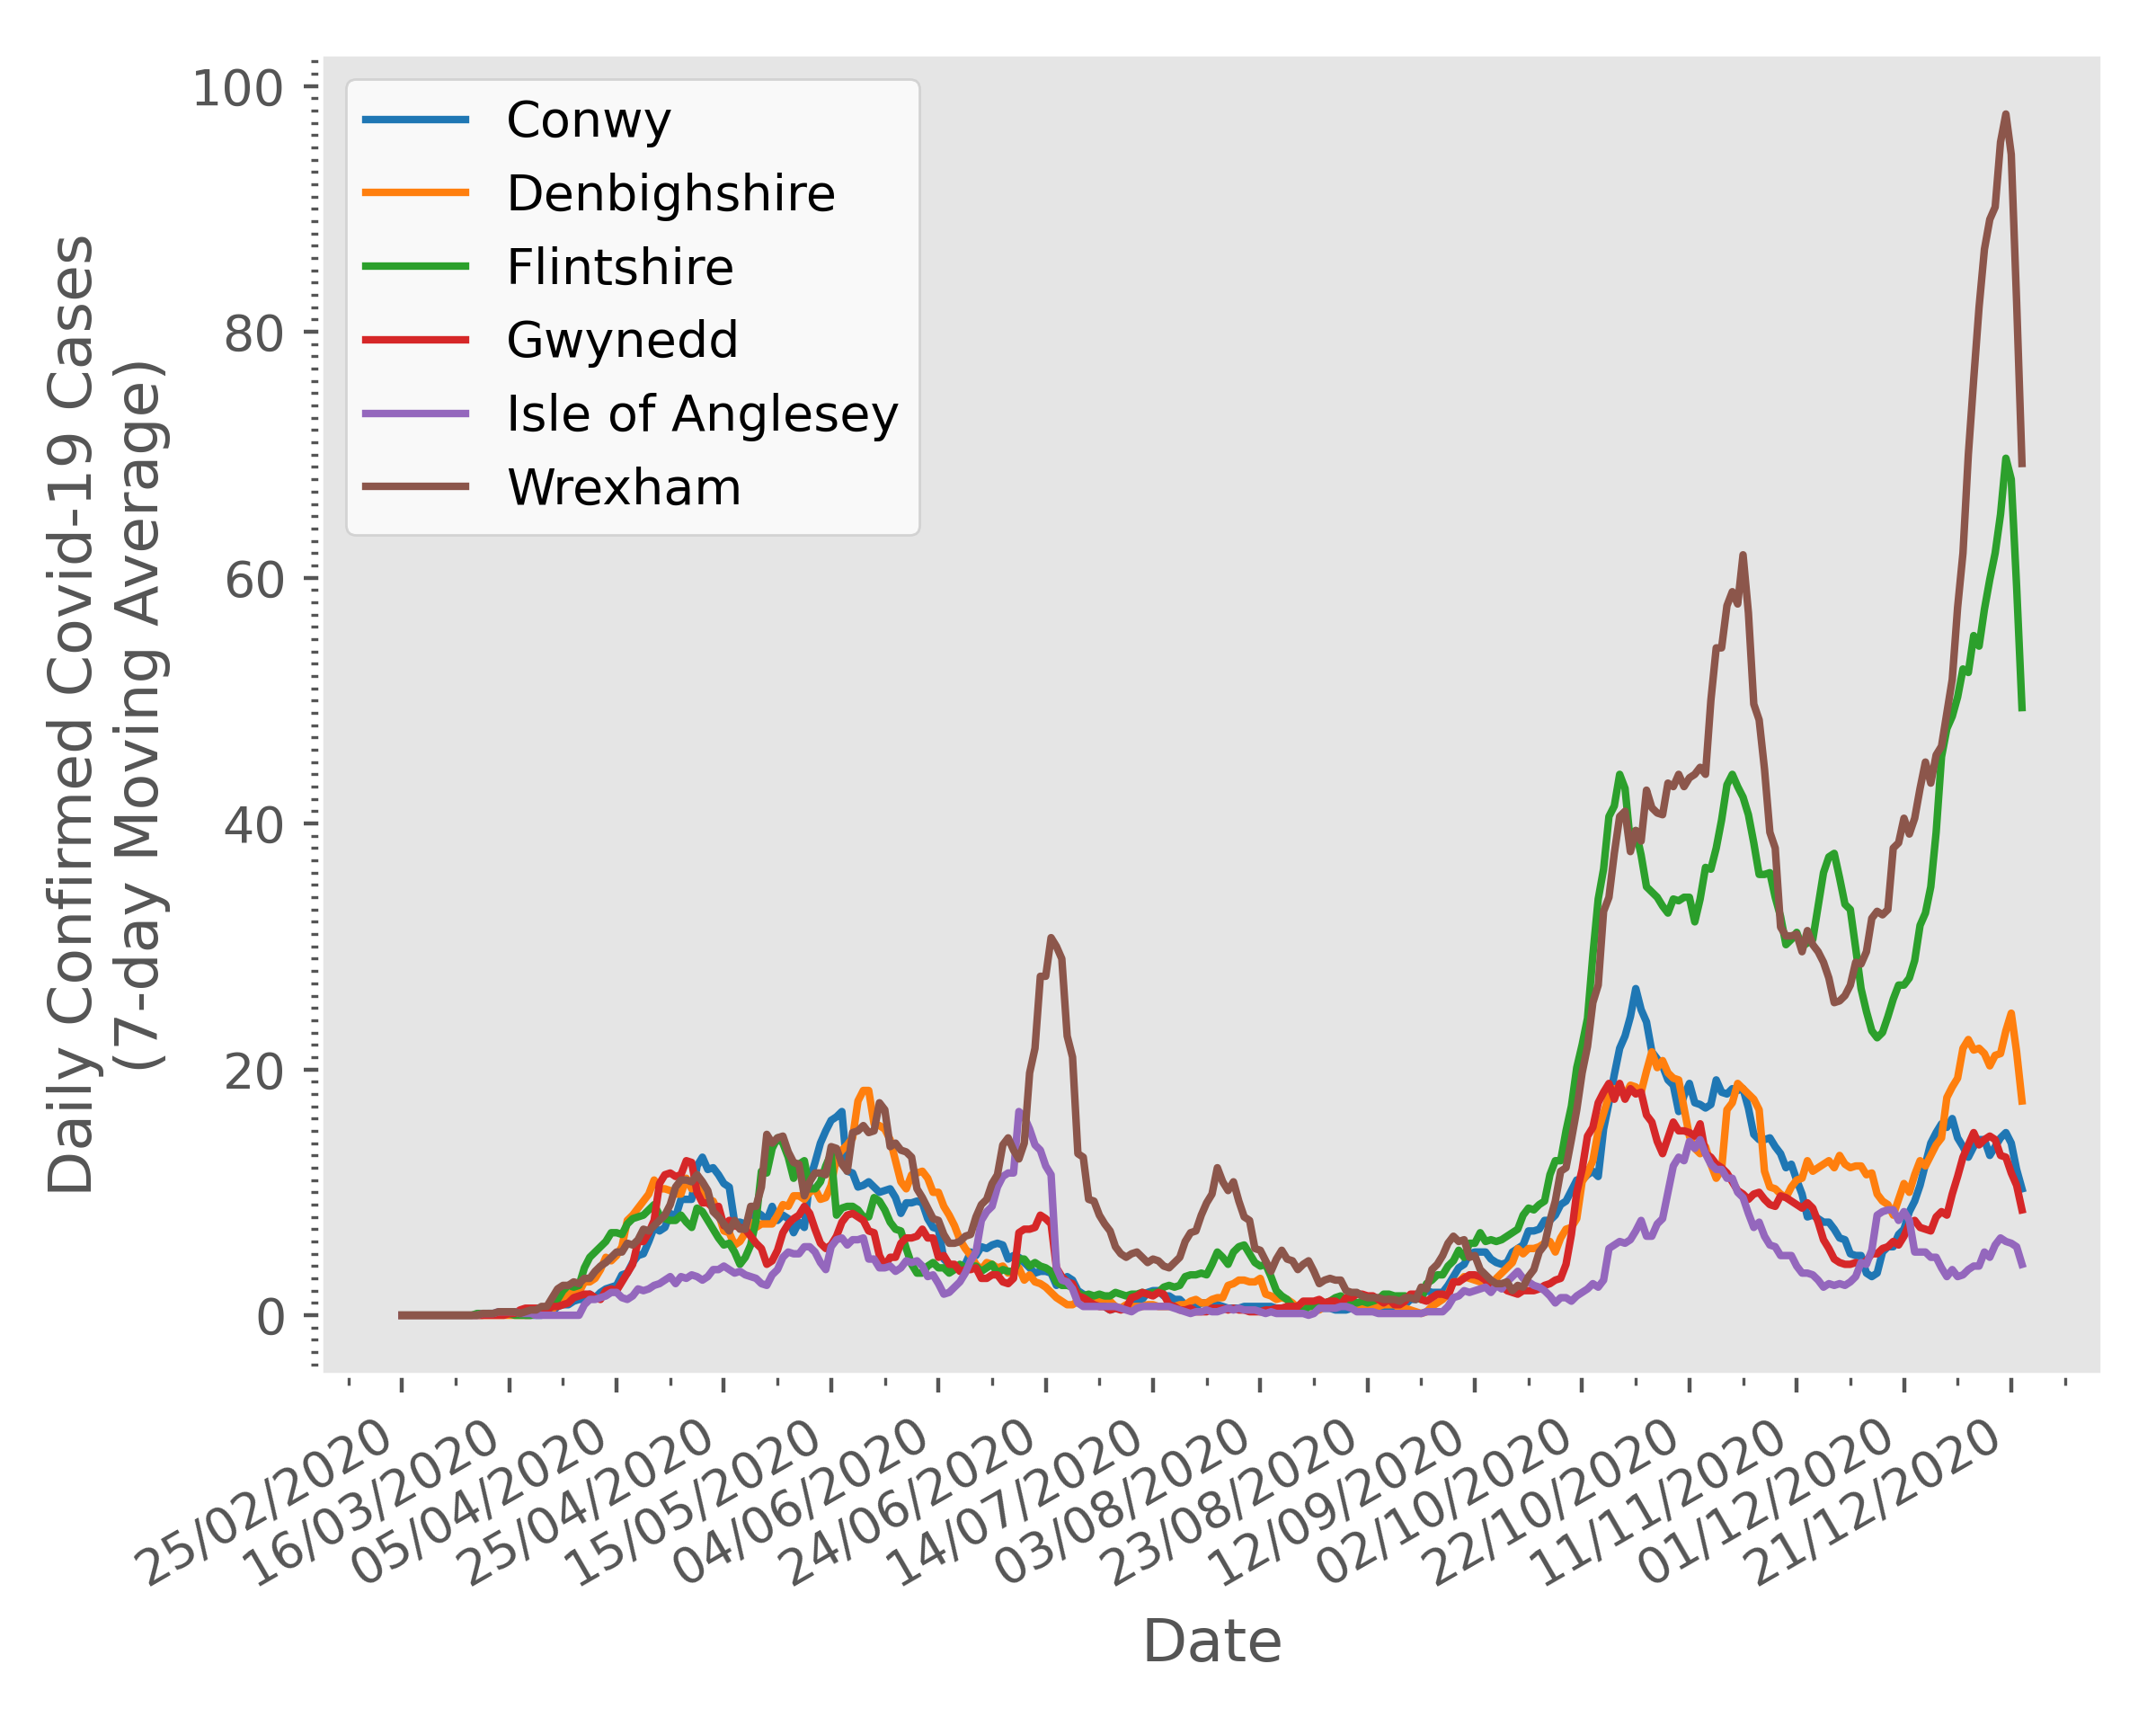 Daily Confirmed Covid-19 Cases
(7-day Moving Average)
100
80
60
40
20
0
Conwy
Denbighshire
Flintshire
Gwynedd
Isle of Anglesey
Wrexham
25/02/2020
16/03/2020
05/04/2020
25/04/2020
15/05/2020
04/06/2020
24/06/2020
14/07/2020
03/08/2020
23/08/2020
12/09/2020
02/10/2020
22/10/2020
11/11/2020
01/12/2020
21/12/2020
Date